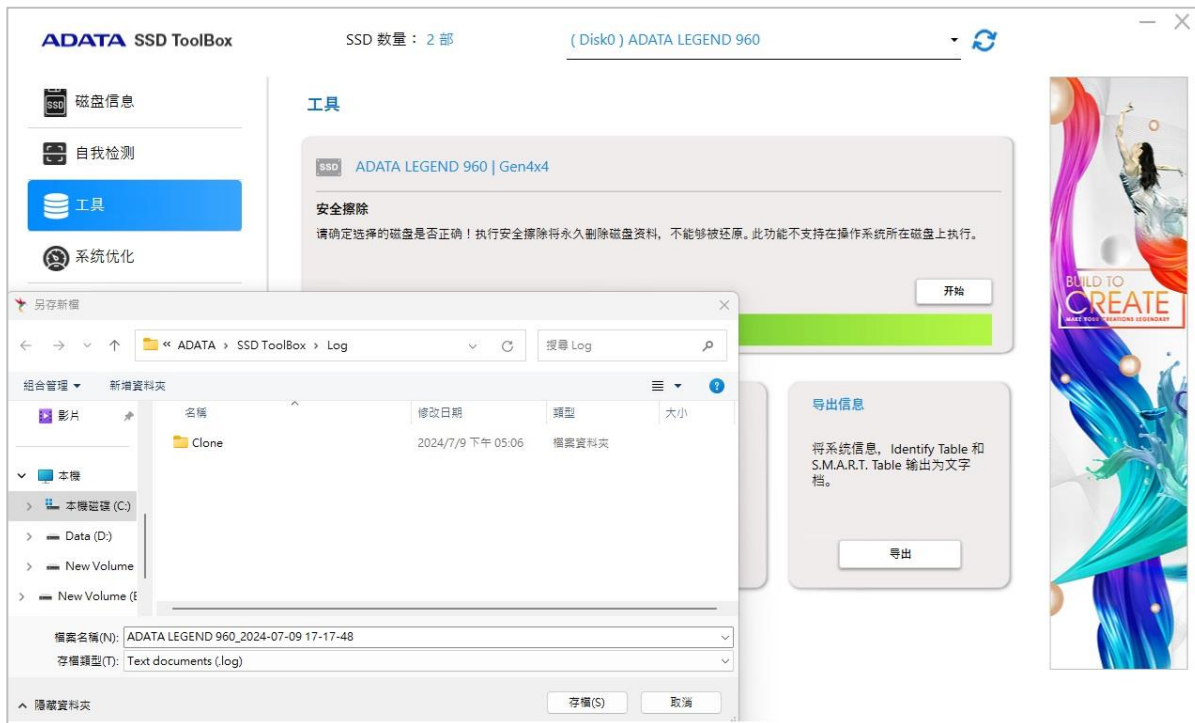 ADATA SSD ToolBox
SSD 数量： 2 部
( Disk0 ) ADATA LEGEND 960
SSD 磁盘信息
自我检测
工具
系统优化
工具
SSD ADATA LEGEND 960 | Gen4x4
安全擦除
请确定选择的磁盘是否正确！执行安全擦除将永久删除磁盘资料，不能够被还原。此功能不支持在操作系统所在磁盘上执行。
开始
导出信息
将系统信息，Identify Table 和
S.M.A.R.T. Table 输出为文字
档。
导出
另存新檔
« ADATA › SSD ToolBox › Log
搜尋 Log
組合管理
新增資料夾
影片
本機
本機磁碟 (C:)
Data (D:)
New Volume
New Volume (E
名稱
修改日期
類型
大小
Clone
2024/7/9 下午 05:06
檔案資料夾
檔案名稱(N): ADATA LEGEND 960_2024-07-09 17-17-48
存檔類型(T): Text documents (.log)
隱藏資料夾
存檔(S)
取消
BUILD TO
CREATE
MAKE YOUR CREATIONS LEGENDARY